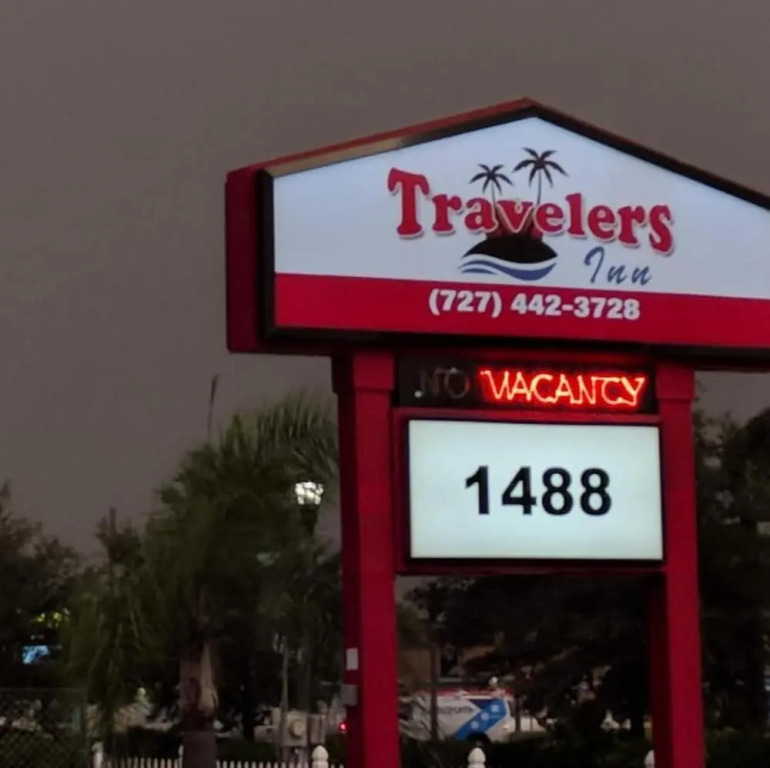 Travelers
Inn
(727) 442-3728
NO VACANCY
1488